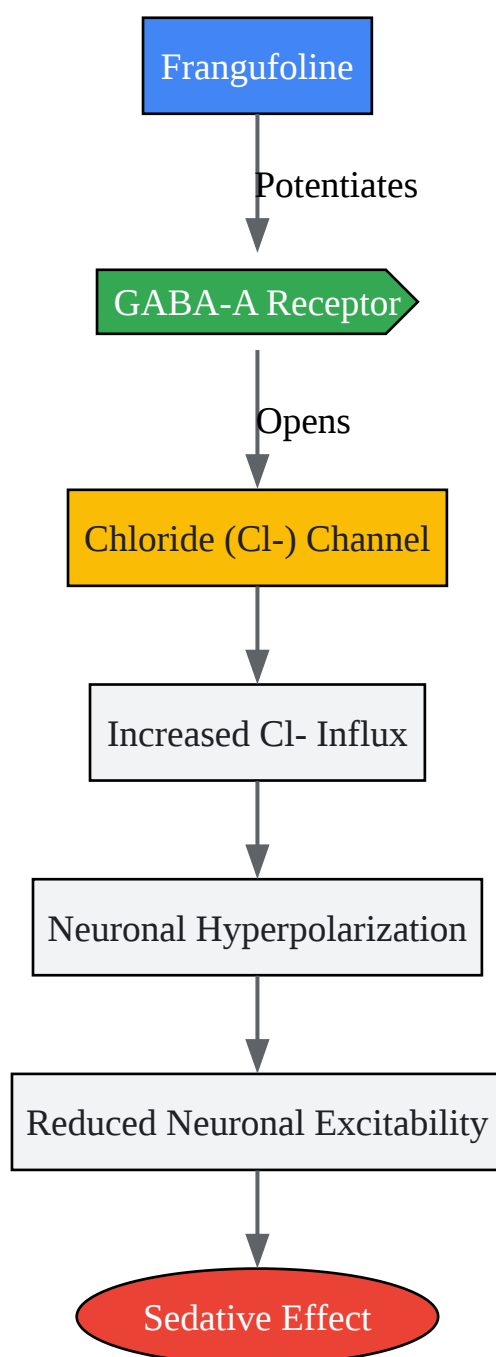 Frangufoline
Potentiates
GABA-A Receptor
Opens
Chloride (Cl-) Channel
Increased Cl- Influx
Neuronal Hyperpolarization
Reduced Neuronal Excitability
Sedative Effect